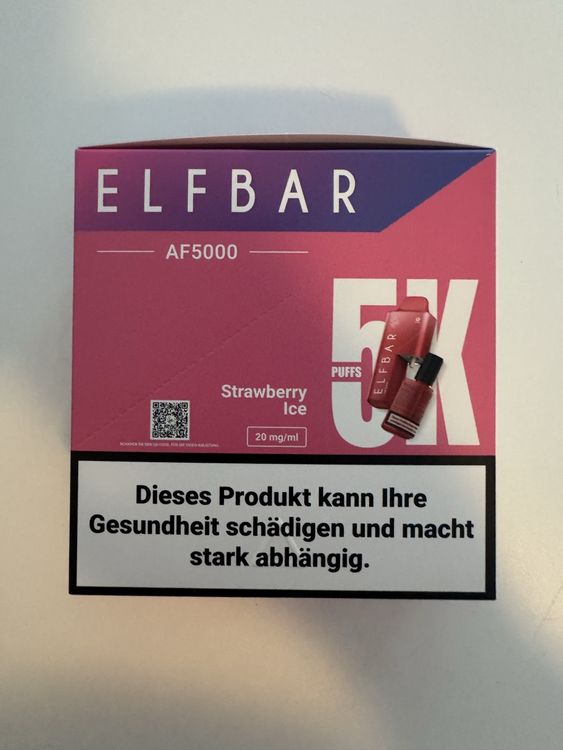 ELFBAR
AF5000
5K
PUFFS
ELFBAR
Strawberry
Ice
20 mg/ml
Dieses Produkt kann Ihre
Gesundheit schädigen und macht
stark abhängig.